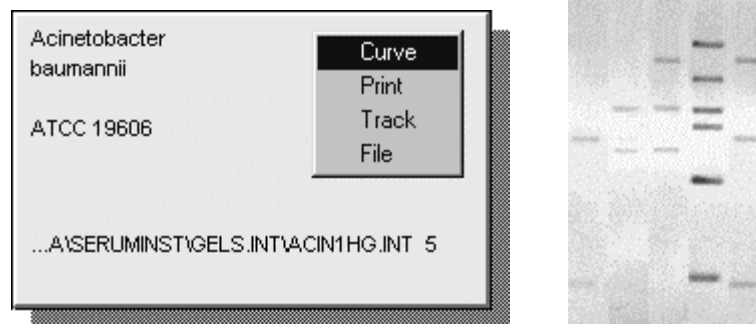 Acinetobacter
baumannii
ATCC 19606
Curve
Print
Track
File
...A\SERUMINST\GELS.INT\ACIN1HG.INT 5